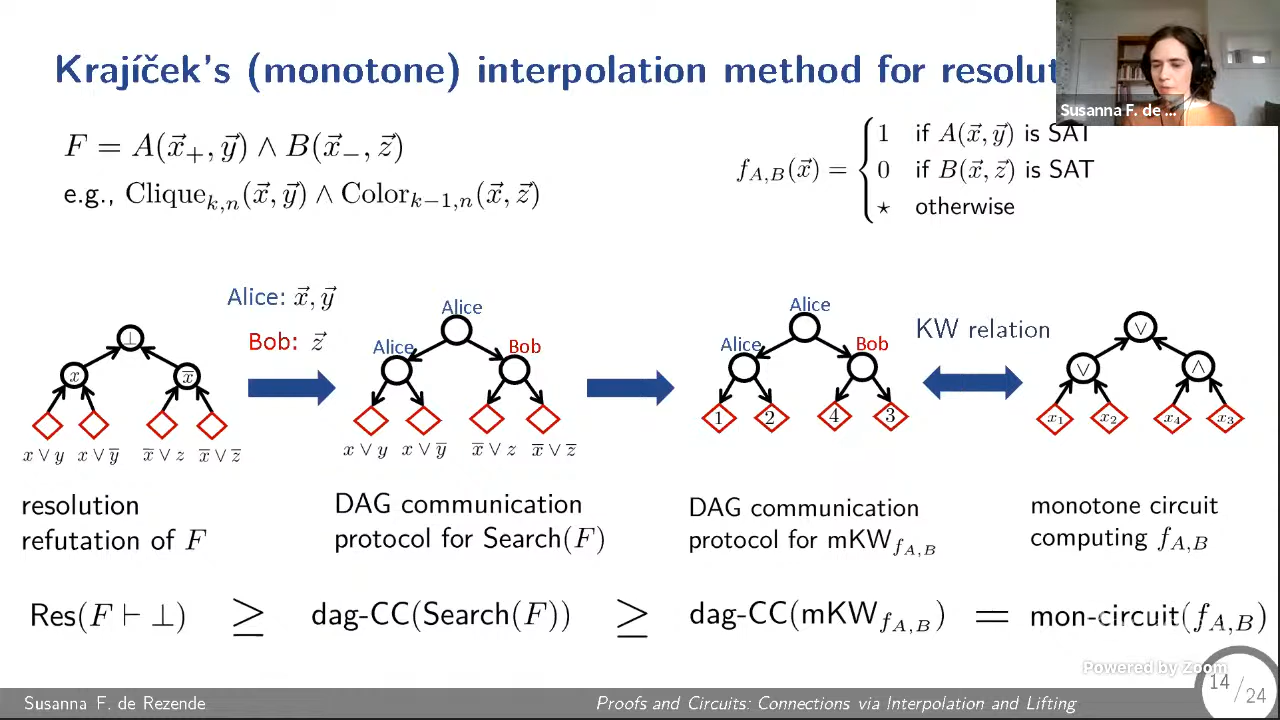 Krajíček's (monotone) interpolation method for resolut
Susanna F. de ...
F = A(x⃗₊, y⃗) ∧ B(x⃗₋, z⃗)
e.g., Clique_{k,n}(x⃗, y⃗) ∧ Color_{k−1,n}(x⃗, z⃗)
f_{A,B}(x⃗) = { 1 if A(x⃗, y⃗) is SAT
0 if B(x⃗, z⃗) is SAT
⋆ otherwise
Alice: x⃗, y⃗
Bob: z⃗
⊥
x x̄
x ∨ y x ∨ ȳ x̄ ∨ z x̄ ∨ z̄
resolution
refutation of F
Alice
Alice Bob
x ∨ y x ∨ ȳ x̄ ∨ z x̄ ∨ z̄
DAG communication
protocol for Search(F)
Alice
Alice Bob
1 2 4 3
DAG communication
protocol for mKW_{f_{A,B}}
KW relation
∨
∨ ∧
x₁ x₂ x₄ x₃
monotone circuit
computing f_{A,B}
Res(F ⊢ ⊥) ≥ dag-CC(Search(F)) ≥ dag-CC(mKW_{f_{A,B}}) = mon-circuit(f_{A,B})
Powered by Zoom
14/24
Susanna F. de Rezende Proofs and Circuits: Connections via Interpolation and Lifting